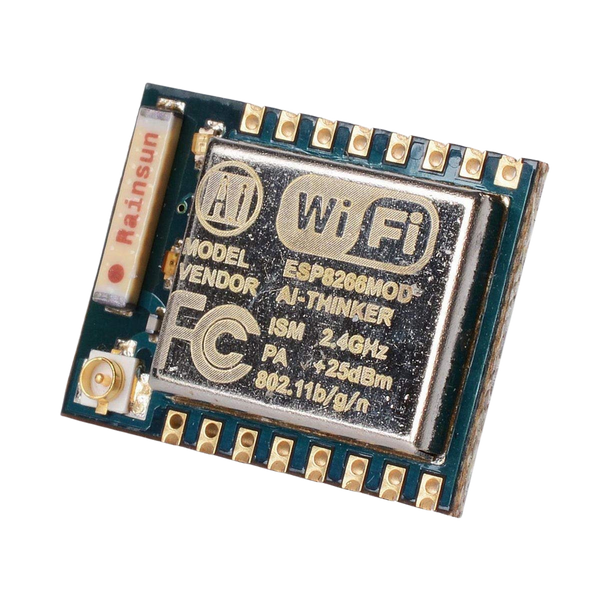 Rainsun
Ai
WiFi
MODEL ESP8266MOD
VENDOR AI-THINKER
FC ISM 2.4GHz
PA +25dBm
802.11b/g/n